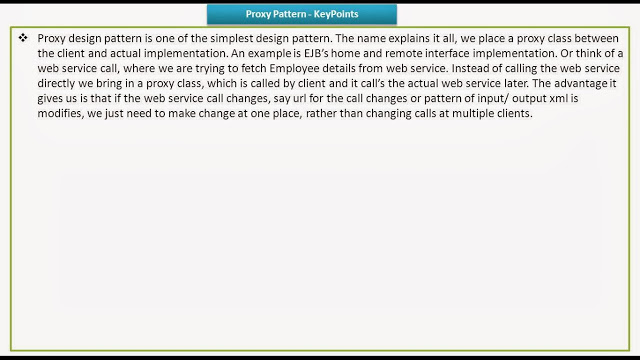 Proxy Pattern - KeyPoints
❖ Proxy design pattern is one of the simplest design pattern. The name explains it all, we place a proxy class between
the client and actual implementation. An example is EJB's home and remote interface implementation. Or think of a
web service call, where we are trying to fetch Employee details from web service. Instead of calling the web service
directly we bring in a proxy class, which is called by client and it call's the actual web service later. The advantage it
gives us is that if the web service call changes, say url for the call changes or pattern of input/ output xml is
modifies, we just need to make change at one place, rather than changing calls at multiple clients.